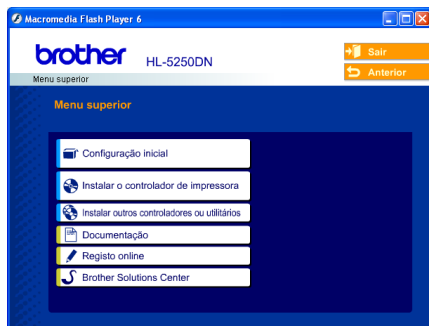 Macromedia Flash Player 6
brother
HL-5250DN
Sair
Anterior
Menu superior
Menu superior
Configuração inicial
Instalar o controlador de impressora
Instalar outros controladores ou utilitários
Documentação
Registo online
Brother Solutions Center